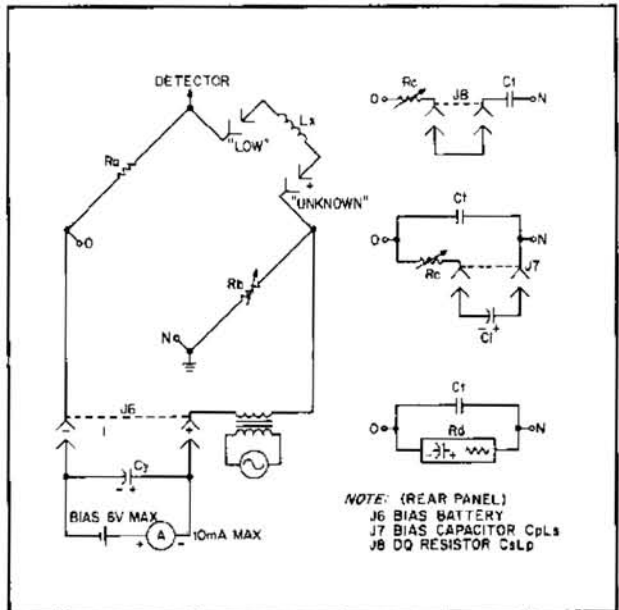 DETECTOR
Ra
"LOW"
Lx
+
"UNKNOWN"
O
Rb
N
J6
-
I
+
Cy
- +
BIAS 6V MAX
+ A -
10mA MAX
O
Rc
J8
Ct
N
Ct
O
N
Rc
J7
- +
Cl
Ct
O
Rd
N
- +
NOTE: (REAR PANEL)
J6 BIAS BATTERY
J7 BIAS CAPACITOR CpLs
J8 DQ RESISTOR CsLp